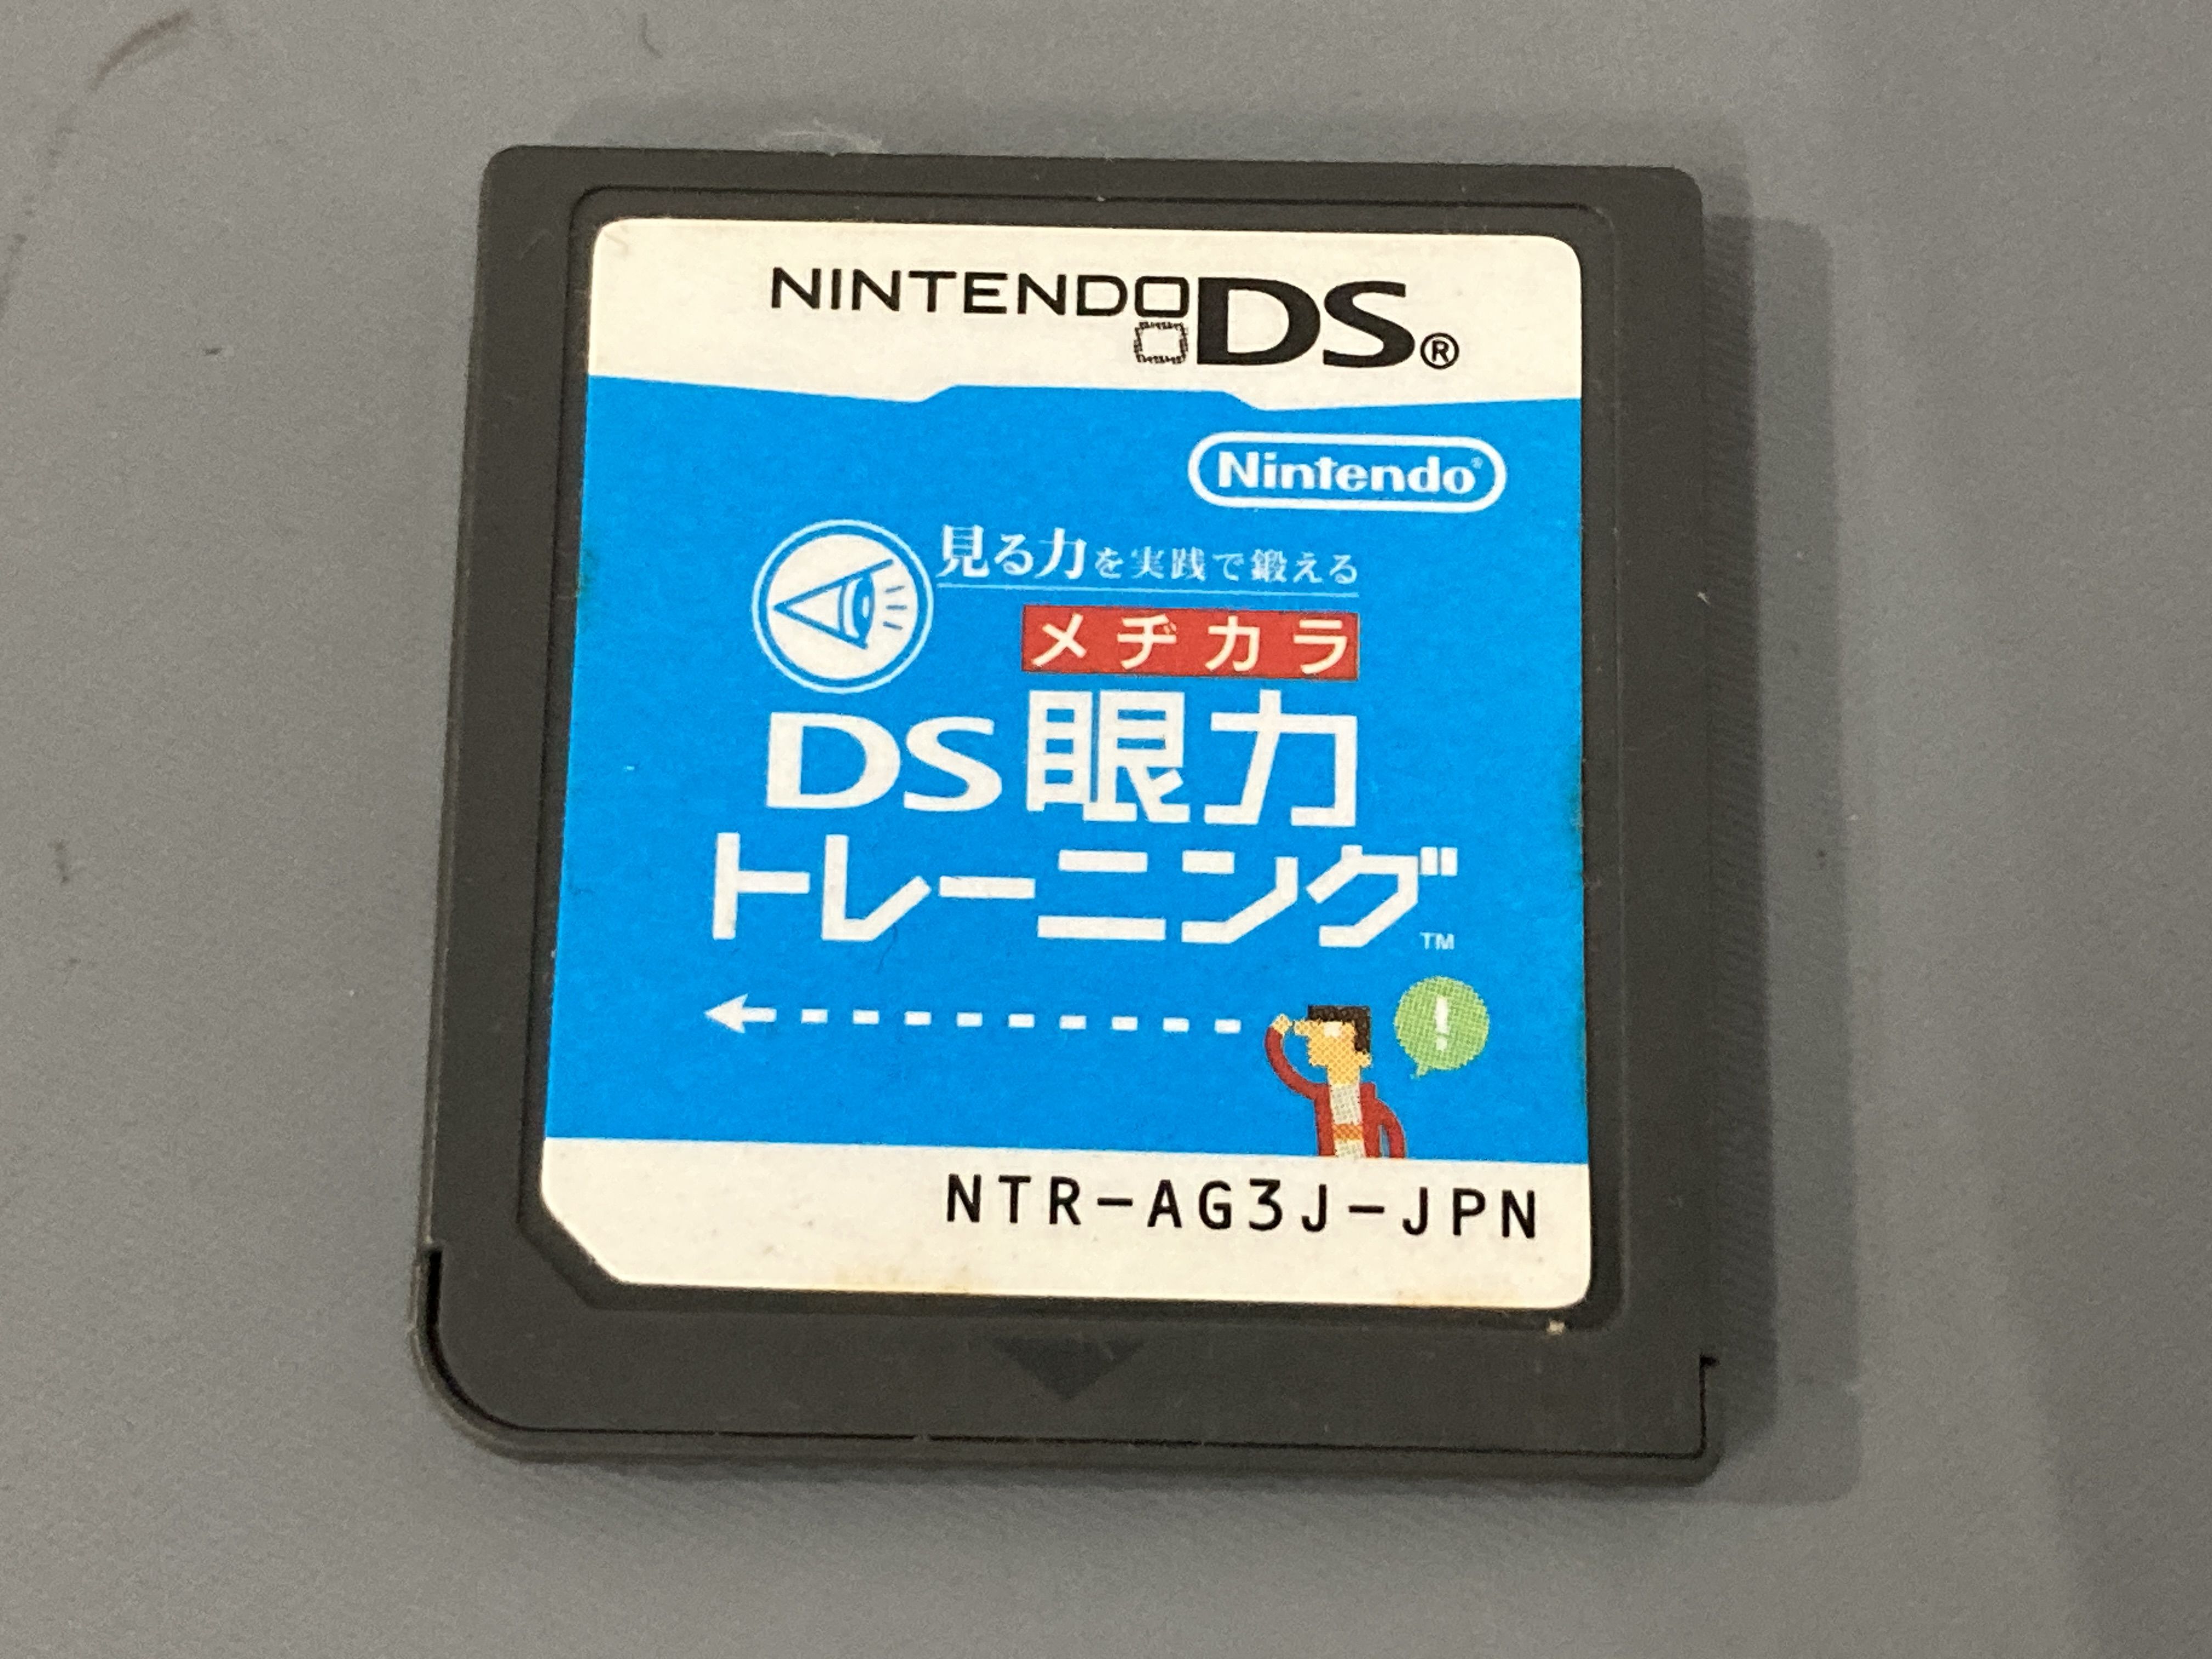 NINTENDO DS®
Nintendo®
見る力を実践で鍛える
メヂカラ
DS眼力
トレーニング™
!
NTR-AG3J-JPN